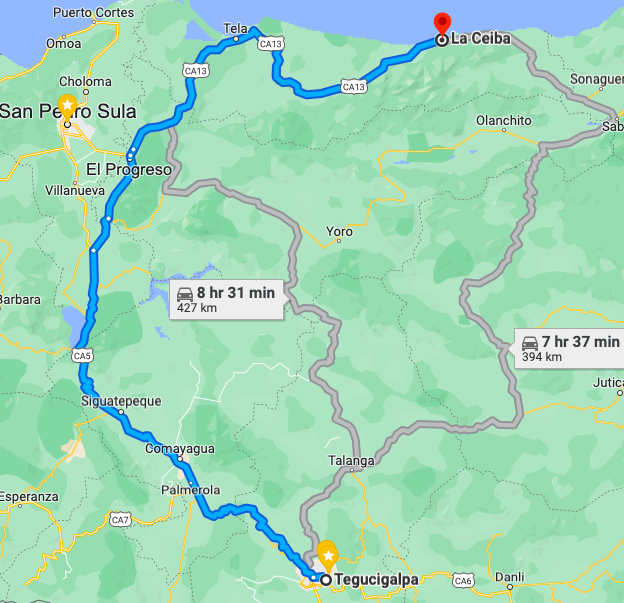 Puerto Cortes
Omoa
Tela
CA13
La Ceiba
CA13
CA13
Choloma
Sonaguer
San Pedro Sula
Olanchito
Sab
El Progreso
Villanueva
Yoro
Barbara
8 hr 31 min
427 km
7 hr 37 min
394 km
CA5
Jutica
Siguatepeque
Comayagua
Talanga
Palmerola
Esperanza
CA7
Tegucigalpa
CA6
Danli